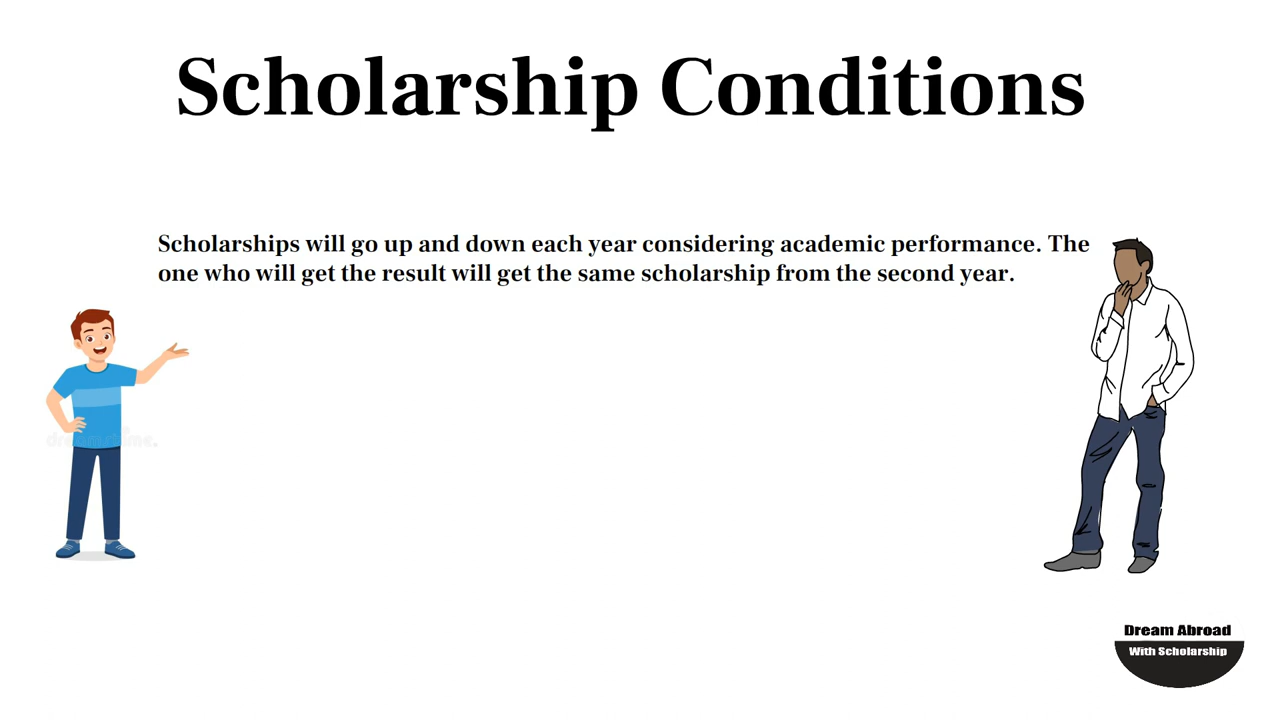 Scholarship Conditions
Scholarships will go up and down each year considering academic performance. The
one who will get the result will get the same scholarship from the second year.
Dream Abroad
With Scholarship